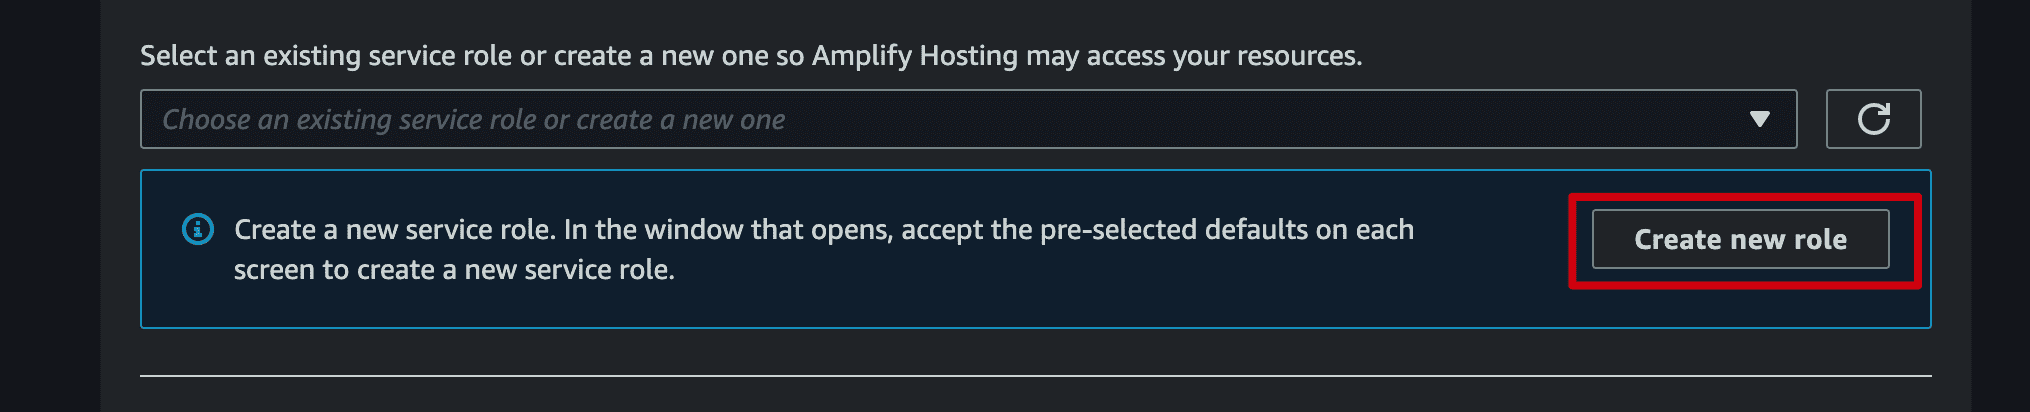 Select an existing service role or create a new one so Amplify Hosting may access your resources.
Choose an existing service role or create a new one
Create a new service role. In the window that opens, accept the pre-selected defaults on each
screen to create a new service role.
Create new role